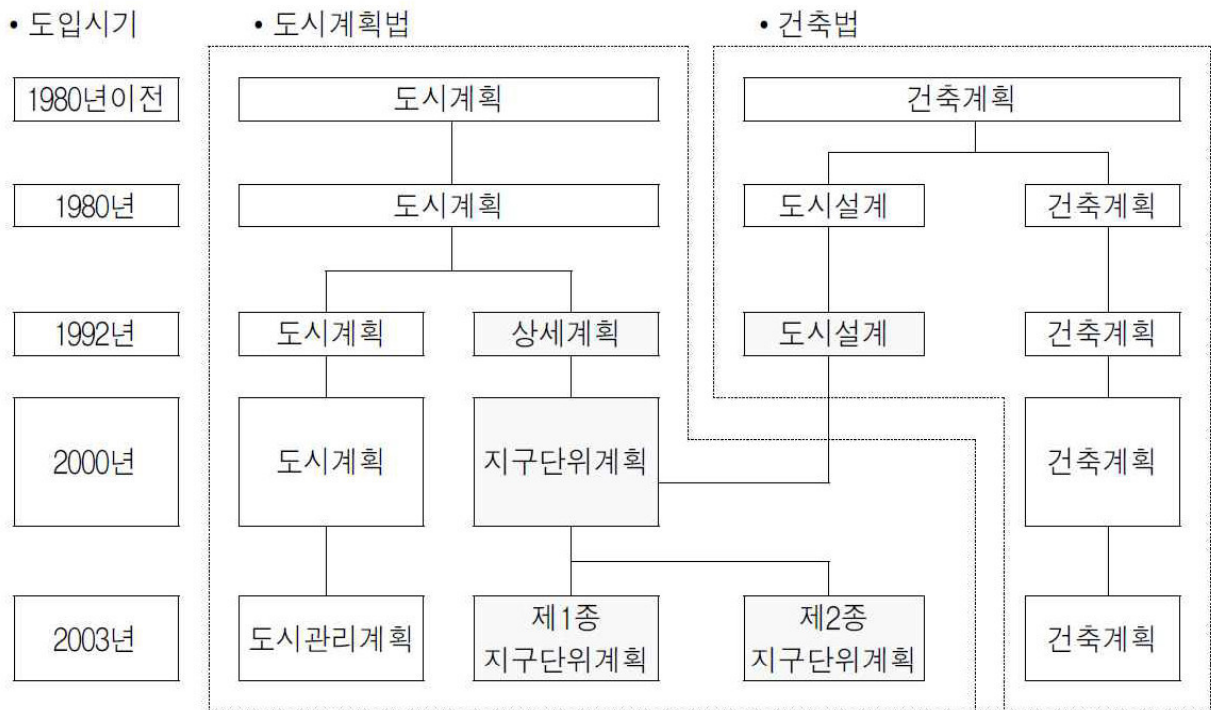 • 도입시기
• 도시계획법
• 건축법
1980년이전
도시계획
건축계획
1980년
도시계획
도시설계
건축계획
1992년
도시계획
상세계획
도시설계
건축계획
2000년
도시계획
지구단위계획
건축계획
2003년
도시관리계획
제1종
지구단위계획
제2종
지구단위계획
건축계획